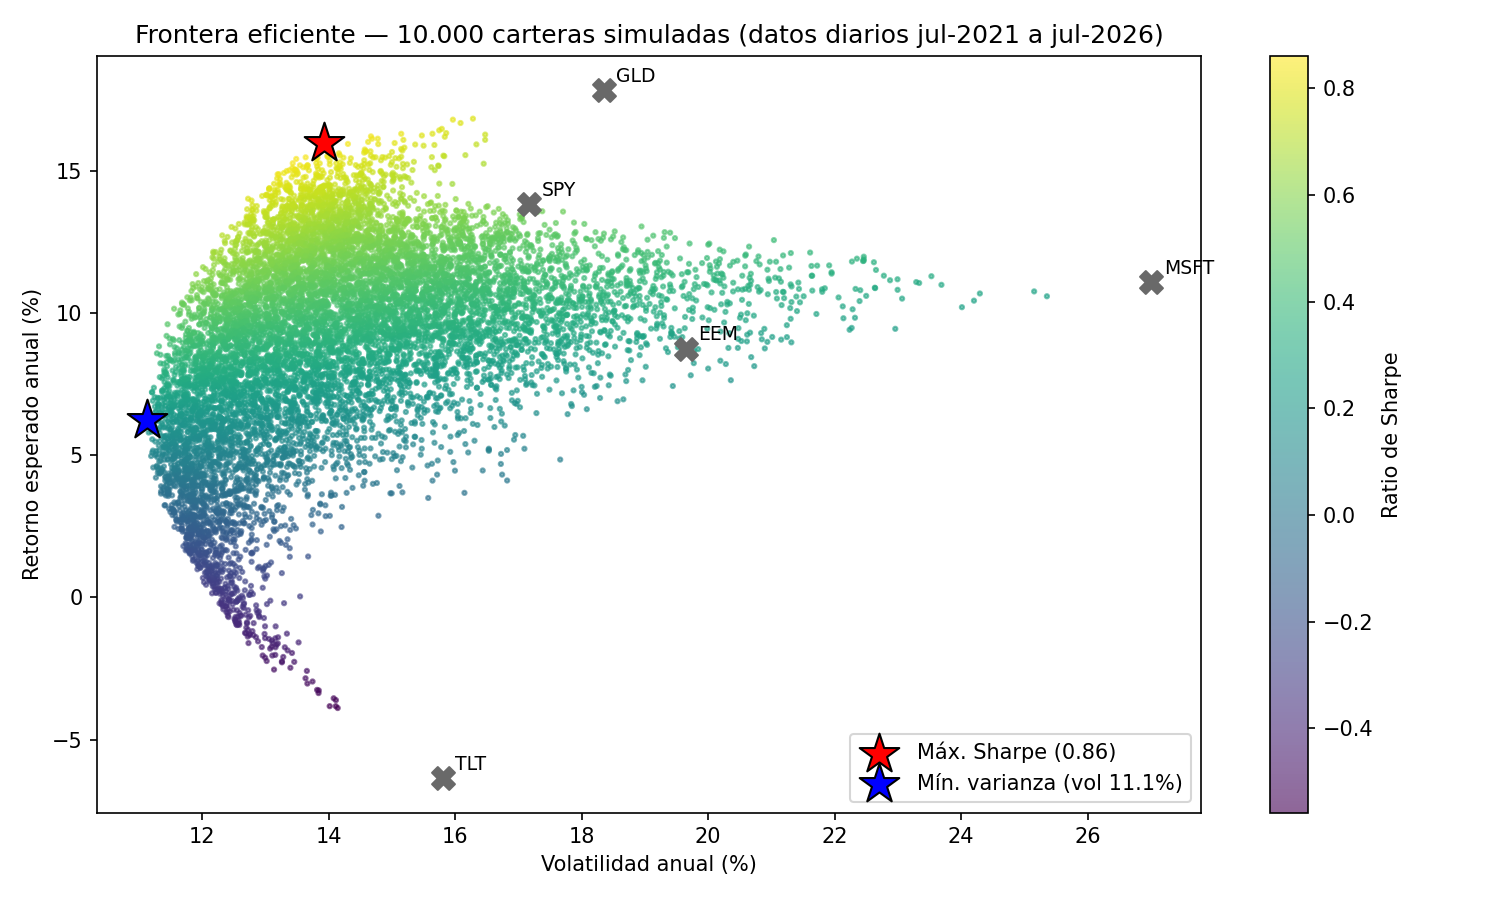 Frontera eficiente — 10.000 carteras simuladas (datos diarios jul-2021 a jul-2026)
GLD
SPY
MSFT
EEM
TLT
15
10
5
0
−5
Retorno esperado anual (%)
12
14
16
18
20
22
24
26
Volatilidad anual (%)
Máx. Sharpe (0.86)
Mín. varianza (vol 11.1%)
0.8
0.6
0.4
0.2
0.0
−0.2
−0.4
Ratio de Sharpe